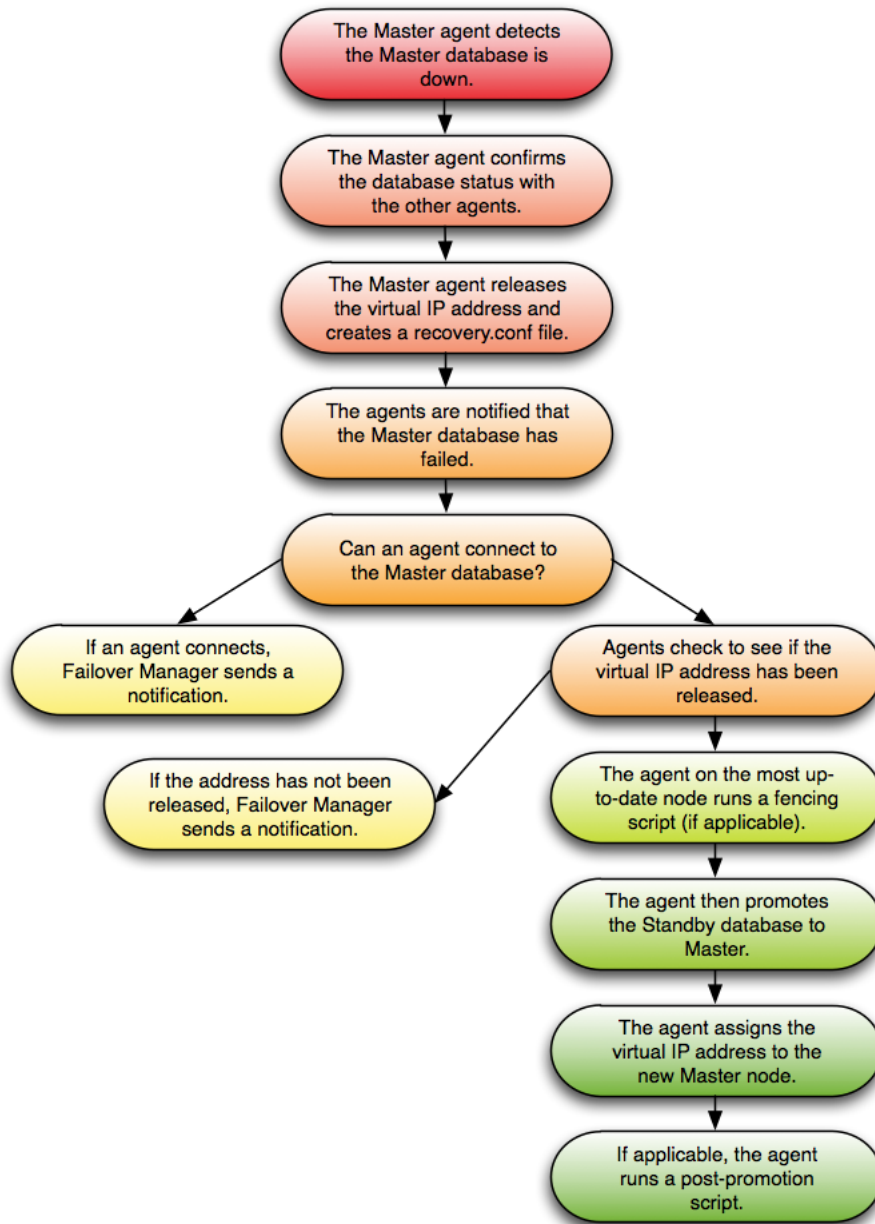 The Master agent detects
the Master database is
down.
The Master agent confirms
the database status with
the other agents.
The Master agent releases
the virtual IP address and
creates a recovery.conf file.
The agents are notified that
the Master database has
failed.
Can an agent connect to
the Master database?
If an agent connects,
Failover Manager sends a
notification.
Agents check to see if the
virtual IP address has been
released.
If the address has not been
released, Failover Manager
sends a notification.
The agent on the most up-
to-date node runs a fencing
script (if applicable).
The agent then promotes
the Standby database to
Master.
The agent assigns the
virtual IP address to the
new Master node.
If applicable, the agent
runs a post-promotion
script.